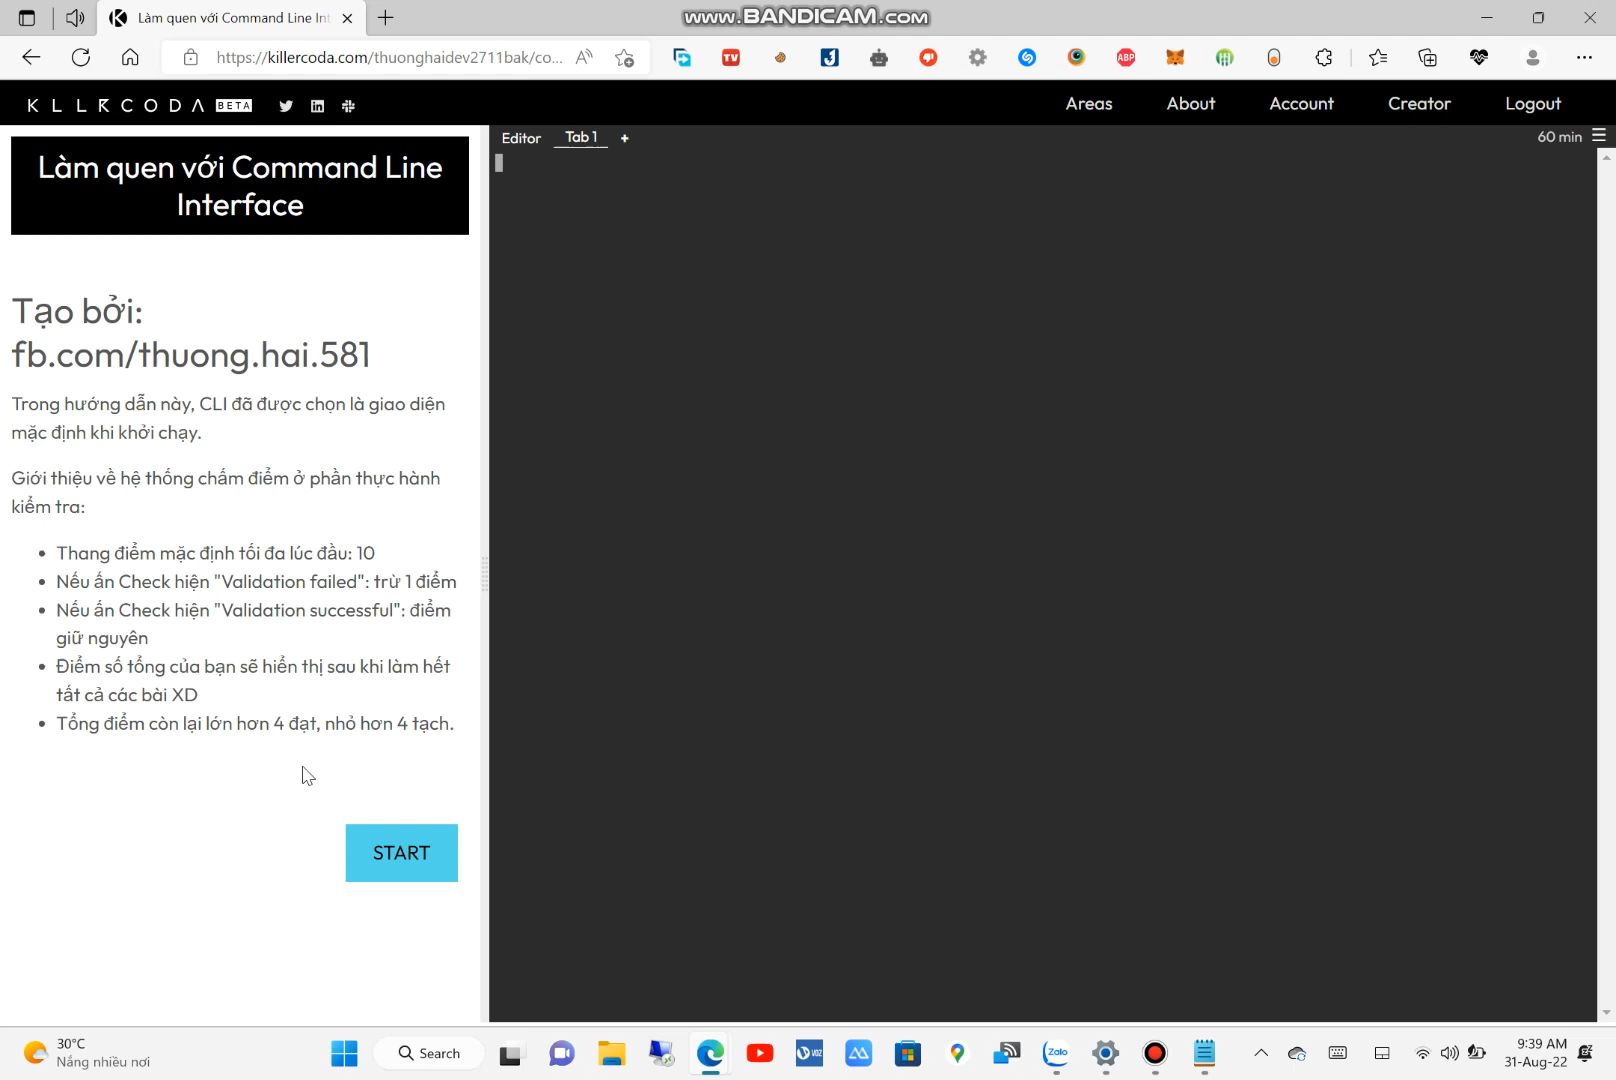 Làm quen với Command Line Int
www.BANDICAM.com
https://killercoda.com/thuonghaidev2711bak/co...
KLLRCODA BETA
Areas About Account Creator Logout
Làm quen với Command Line
Interface
Editor Tab 1 +
60 min
Tạo bởi:
fb.com/thuong.hai.581
Trong hướng dẫn này, CLI đã được chọn là giao diện
mặc định khi khởi chạy.
Giới thiệu về hệ thống chấm điểm ở phần thực hành
kiểm tra:
Thang điểm mặc định tối đa lúc đầu: 10
Nếu ấn Check hiện "Validation failed": trừ 1 điểm
Nếu ấn Check hiện "Validation successful": điểm
giữ nguyên
Điểm số tổng của bạn sẽ hiển thị sau khi làm hết
tất cả các bài XD
Tổng điểm còn lại lớn hơn 4 đạt, nhỏ hơn 4 tạch.
START
30°C
Nắng nhiều nơi
Search
VOZ
Zalo
9:39 AM
31-Aug-22
TV
ABP